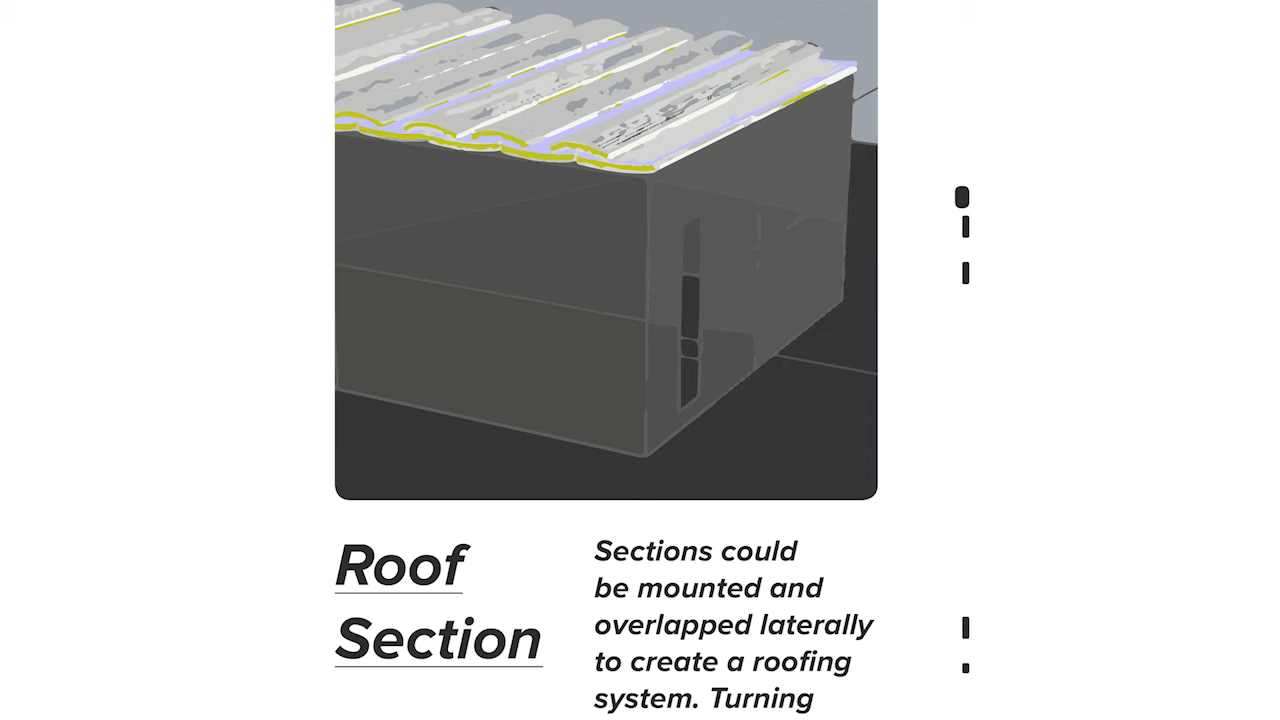 Roof
Section
Sections could
be mounted and
overlapped laterally
to create a roofing
system. Turning